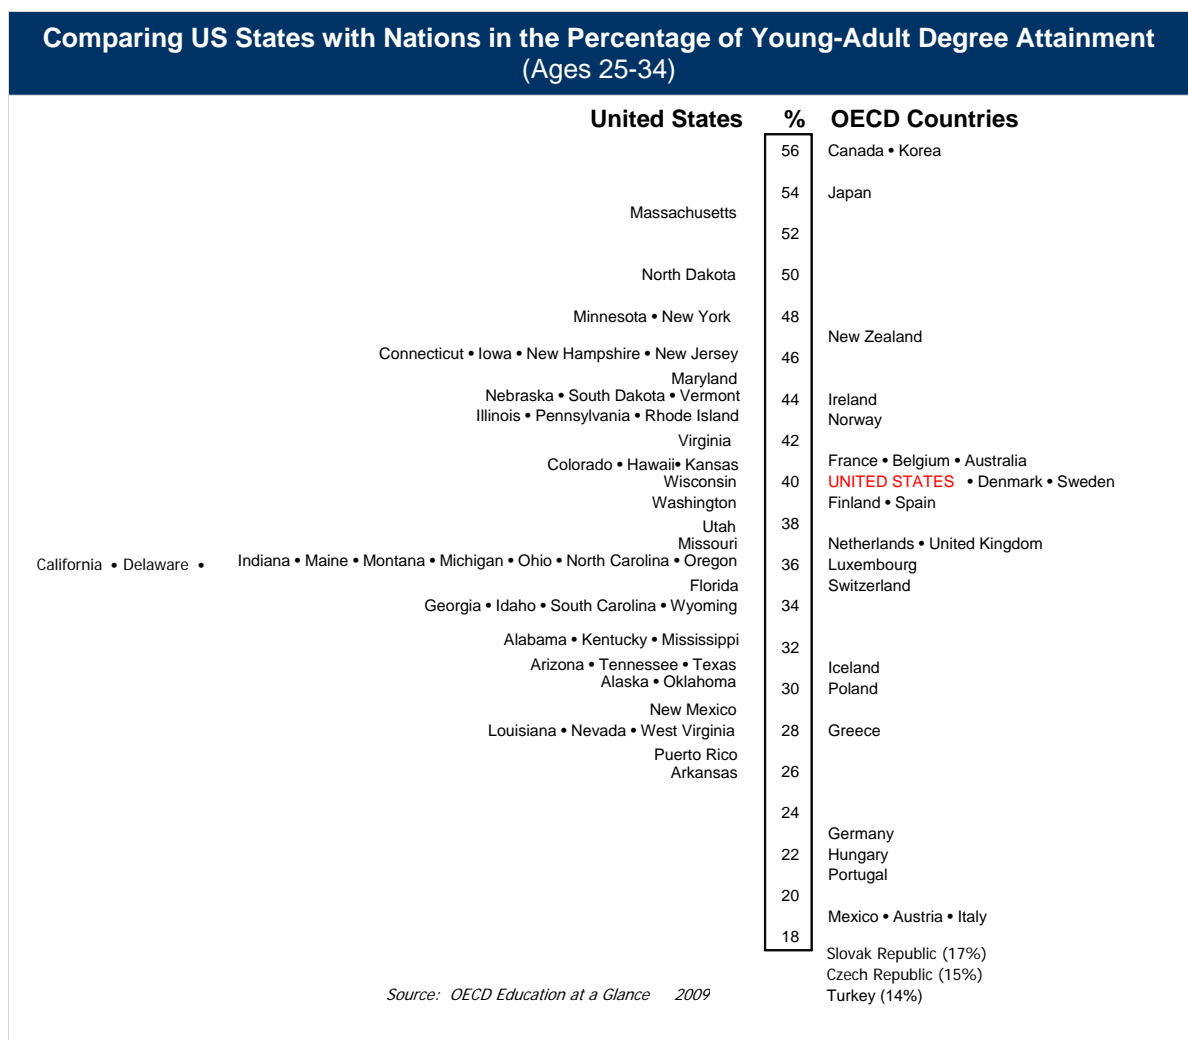 Comparing US States with Nations in the Percentage of Young-Adult Degree Attainment
(Ages 25-34)
United States % OECD Countries
56 Canada • Korea
54 Japan
Massachusetts
52
North Dakota 50
Minnesota • New York 48
New Zealand
Connecticut • Iowa • New Hampshire • New Jersey 46
Maryland
Nebraska • South Dakota • Vermont 44 Ireland
Illinois • Pennsylvania • Rhode Island Norway
Virginia 42
Colorado • Hawaii• Kansas France • Belgium • Australia
Wisconsin 40 UNITED STATES • Denmark • Sweden
Washington Finland • Spain
Utah 38
Missouri Netherlands • United Kingdom
California • Delaware • Indiana • Maine • Montana • Michigan • Ohio • North Carolina • Oregon 36 Luxembourg
Florida Switzerland
Georgia • Idaho • South Carolina • Wyoming 34
Alabama • Kentucky • Mississippi 32
Arizona • Tennessee • Texas Iceland
Alaska • Oklahoma 30 Poland
New Mexico
Louisiana • Nevada • West Virginia 28 Greece
Puerto Rico
Arkansas 26
24
Germany
22 Hungary
Portugal
20
Mexico • Austria • Italy
18
Slovak Republic (17%)
Czech Republic (15%)
Source: OECD Education at a Glance 2009 Turkey (14%)